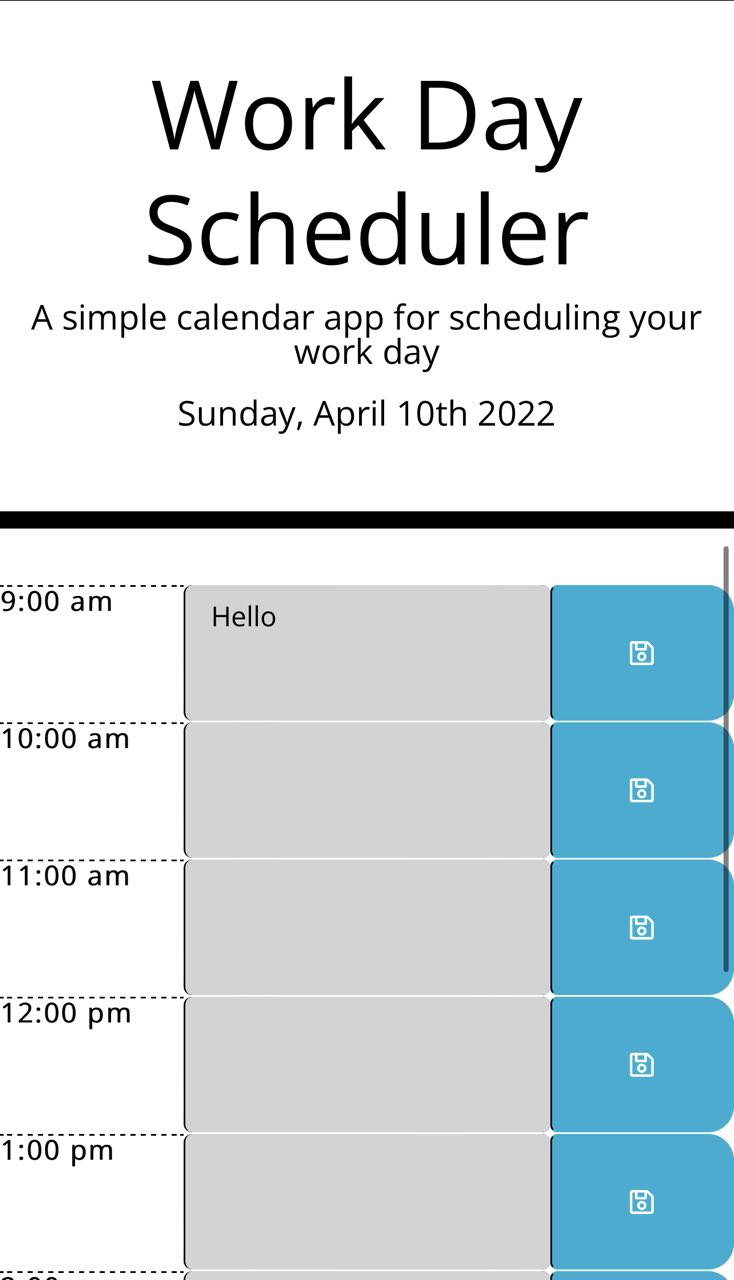 Work Day
Scheduler
A simple calendar app for scheduling your
work day
Sunday, April 10th 2022
9:00 am
Hello
10:00 am
11:00 am
12:00 pm
1:00 pm